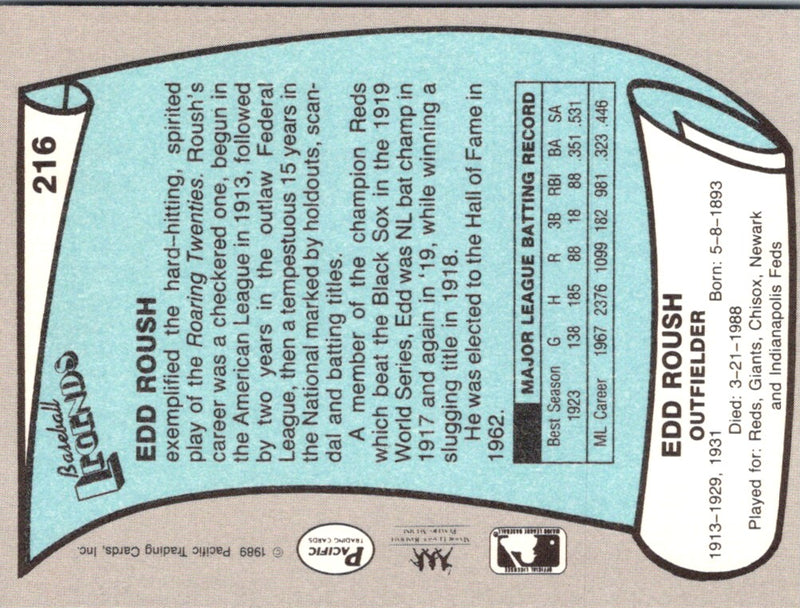 216
Baseball
LEGENDS
EDD ROUSH
exemplified the hard-hitting, spirited
play of the Roaring Twenties. Roush's
career was a checkered one, begun in
the American League in 1913, followed
by two years in the outlaw Federal
League, then a tempestuous 15 years in
the National marked by holdouts, scan-
dal and batting titles.
A member of the champion Reds
which beat the Black Sox in the 1919
World Series, Edd was NL bat champ in
1917 and again in '19, while winning a
slugging title in 1918.
He was elected to the Hall of Fame in
1962.
MAJOR LEAGUE BATTING RECORD
Best Season G H R 3B RBI BA SA
1923 138 185 88 18 88 .351 .531
ML Career 1967 2376 1099 182 981 .323 .446
EDD ROUSH
OUTFIELDER
1913-1929, 1931 Born: 5-8-1893
Died: 3-21-1988
Played for: Reds, Giants, Chisox, Newark
and Indianapolis Feds
© 1989 Pacific Trading Cards, Inc.
PACIFIC
TRADING CARDS
MAJOR LEAGUE BASEBALL
OFFICIAL LICENSEE